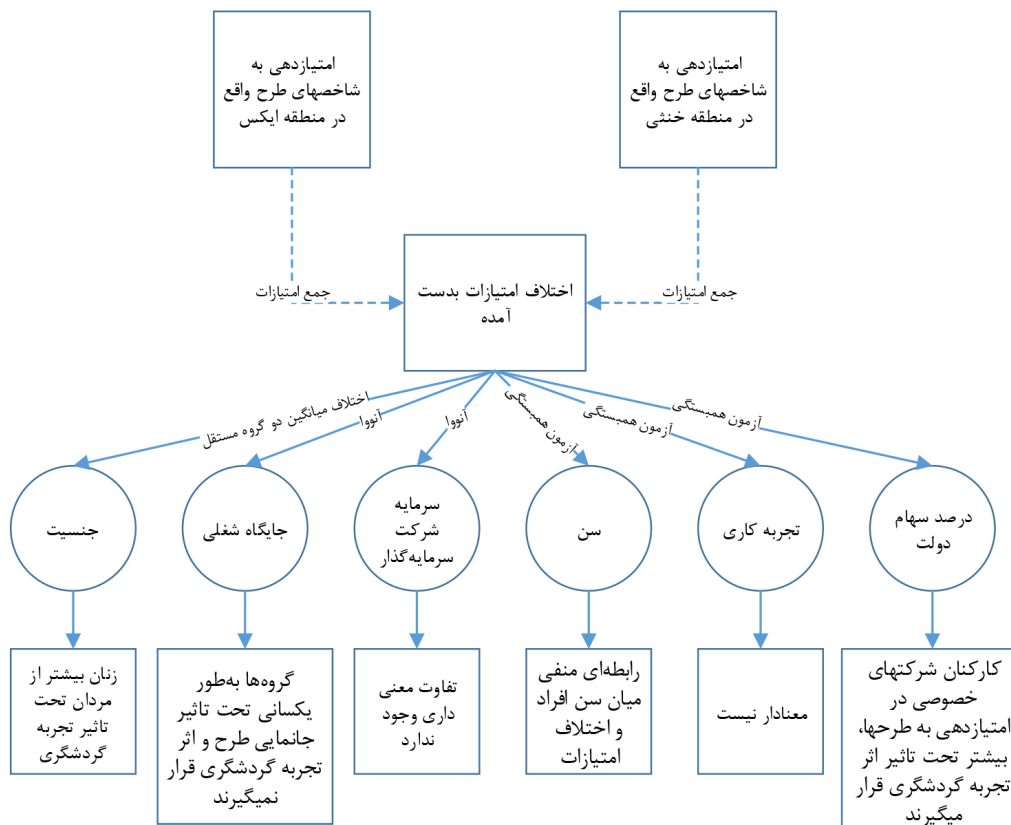 امتیازدهی به
شاخصهای طرح واقع
در منطقه خنثی
امتیازدهی به
شاخصهای طرح واقع
در منطقه ایکس
جمع امتیازات
اختلاف امتیازات بدست
آمده
جمع امتیازات
آزمون همبستگی
آزمون همبستگی
آزمون همبستگی
آنووا
آنووا
اختلاف میانگین دو گروه مستقل
درصد سهام
دولت
تجربه کاری
سن
سرمایه
شرکت
سرمایه‌گذار
جایگاه شغلی
جنسیت
کارکنان شرکتهای
خصوصی در
امتیازدهی به طرحها،
بیشتر تحت تاثیر اثر
تجربه گردشگری قرار
میگیرند
معنادار نیست
رابطه‌ای منفی
میان سن افراد
و اختلاف
امتیازات
تفاوت معنی
داری وجود
ندارد
گروه‌ها به‌طور
یکسانی تحت تاثیر
جانمایی طرح و اثر
تجربه گردشگری قرار
نمیگیرند
زنان بیشتر از
مردان تحت
تاثیر تجربه
گردشگری